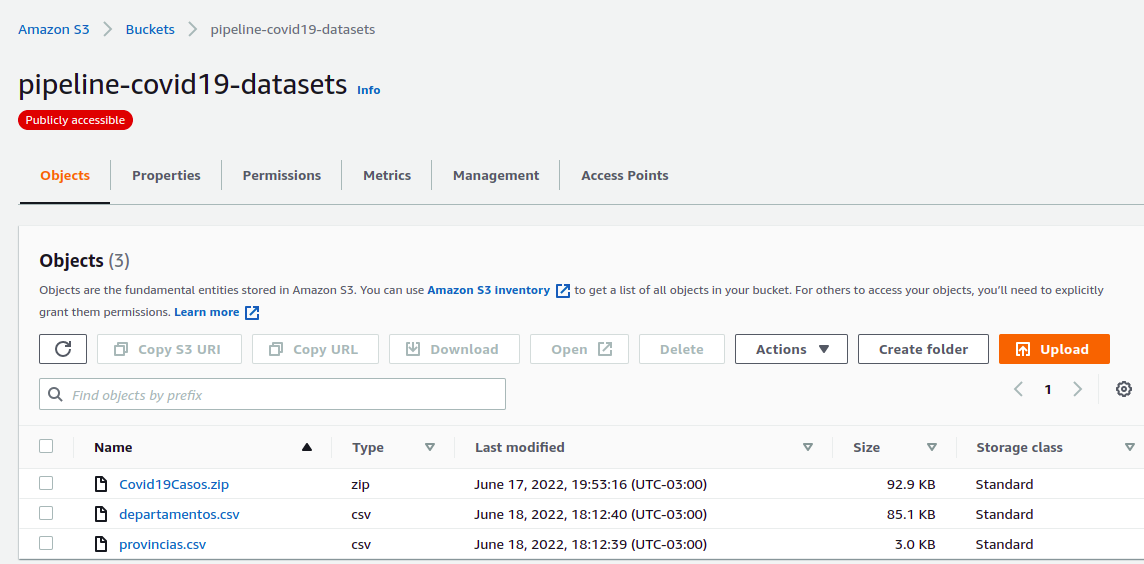 Amazon S3 > Buckets > pipeline-covid19-datasets
pipeline-covid19-datasets Info
Publicly accessible
Objects Properties Permissions Metrics Management Access Points
Objects (3)
Objects are the fundamental entities stored in Amazon S3. You can use Amazon S3 inventory to get a list of all objects in your bucket. For others to access your objects, you'll need to explicitly
grant them permissions. Learn more
Copy S3 URI Copy URL Download Open Delete Actions Create folder Upload
Find objects by prefix 1
Name Type Last modified Size Storage class
Covid19Casos.zip zip June 17, 2022, 19:53:16 (UTC-03:00) 92.9 KB Standard
departamentos.csv csv June 18, 2022, 18:12:40 (UTC-03:00) 85.1 KB Standard
provincias.csv csv June 18, 2022, 18:12:39 (UTC-03:00) 3.0 KB Standard